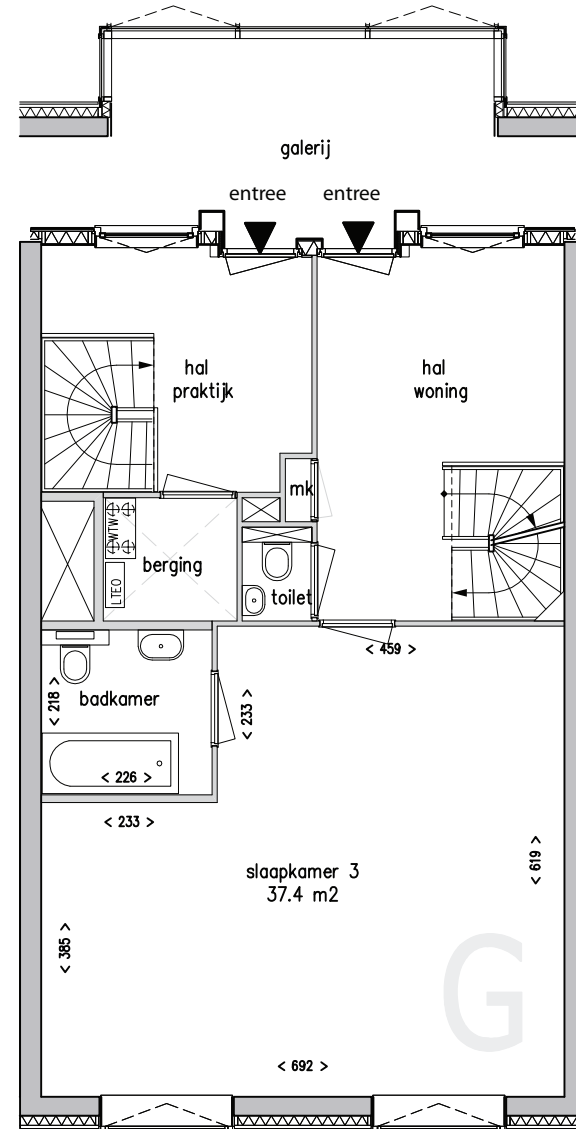 galerij
entree entree
hal
praktijk
hal
woning
mk
WTW
LTEO
berging
toilet
< 459 >
badkamer
< 218 >
< 233 >
< 226 >
< 233 >
slaapkamer 3
37.4 m2
< 619 >
< 385 >
G
< 692 >